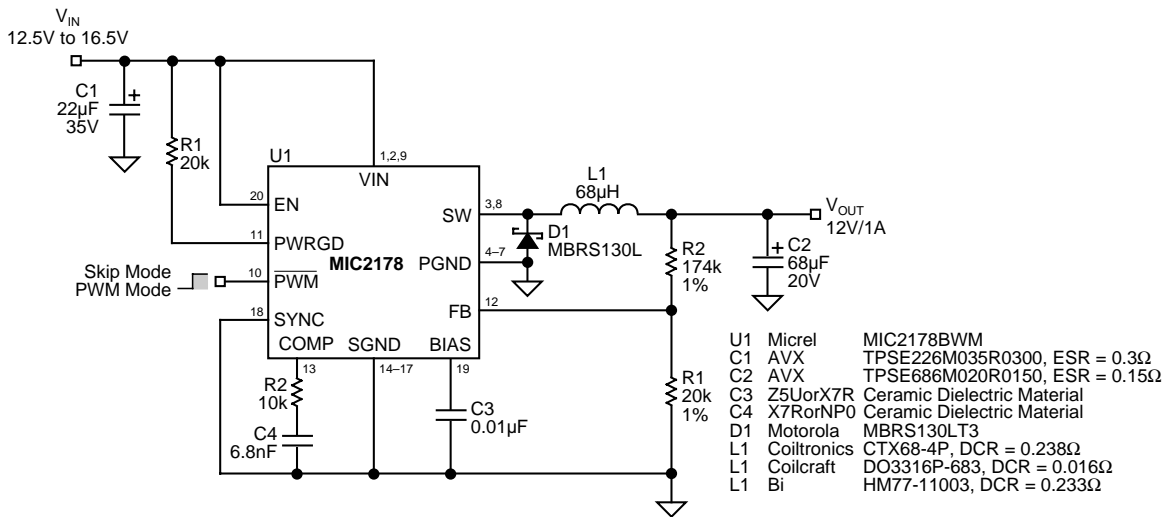 VIN
12.5V to 16.5V
C1
22µF
35V
+
R1
20k
U1
1,2,9
VIN
20
EN
SW
3,8
L1
68µH
VOUT
12V/1A
11
PWRGD
D1
MBRS130L
4–7
PGND
MIC2178
R2
174k
1%
+
C2
68µF
20V
Skip Mode
PWM Mode
10
PWM
12
FB
18
SYNC
COMP
SGND
BIAS
13
14–17
19
R2
10k
C4
6.8nF
C3
0.01µF
R1
20k
1%
U1 Micrel MIC2178BWM
C1 AVX TPSE226M035R0300, ESR = 0.3Ω
C2 AVX TPSE686M020R0150, ESR = 0.15Ω
C3 Z5UorX7R Ceramic Dielectric Material
C4 X7RorNP0 Ceramic Dielectric Material
D1 Motorola MBRS130LT3
L1 Coiltronics CTX68-4P, DCR = 0.238Ω
L1 Coilcraft DO3316P-683, DCR = 0.016Ω
L1 Bi HM77-11003, DCR = 0.233Ω